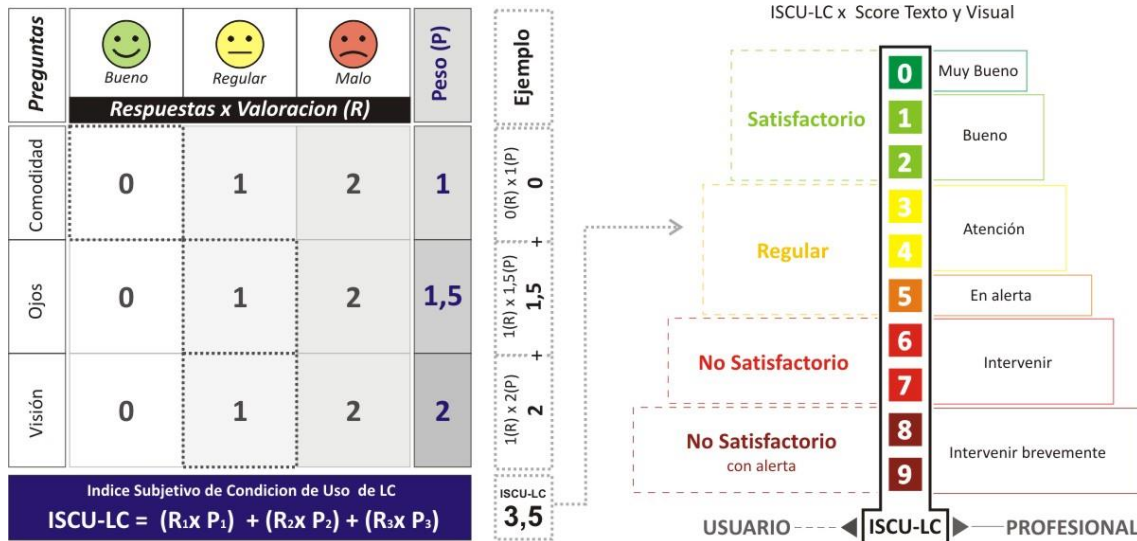 Preguntas
Bueno
Regular
Malo
Respuestas x Valoracion (R)
Peso (P)
Comodidad
0
1
2
1
Ojos
0
1
2
1,5
Visión
0
1
2
2
Indice Subjetivo de Condicion de Uso de LC
ISCU-LC = (R₁x P₁) + (R₂x P₂) + (R₃x P₃)
Ejemplo
0(R) x 1(P)
0
+
1(R) x 1,5(P)
1,5
+
1(R) x 2(P)
2
ISCU-LC
3,5
ISCU-LC x Score Texto y Visual
Satisfactorio
Regular
No Satisfactorio
No Satisfactorio
con alerta
0
1
2
3
4
5
6
7
8
9
Muy Bueno
Bueno
Atención
En alerta
Intervenir
Intervenir brevemente
USUARIO
ISCU-LC
PROFESIONAL